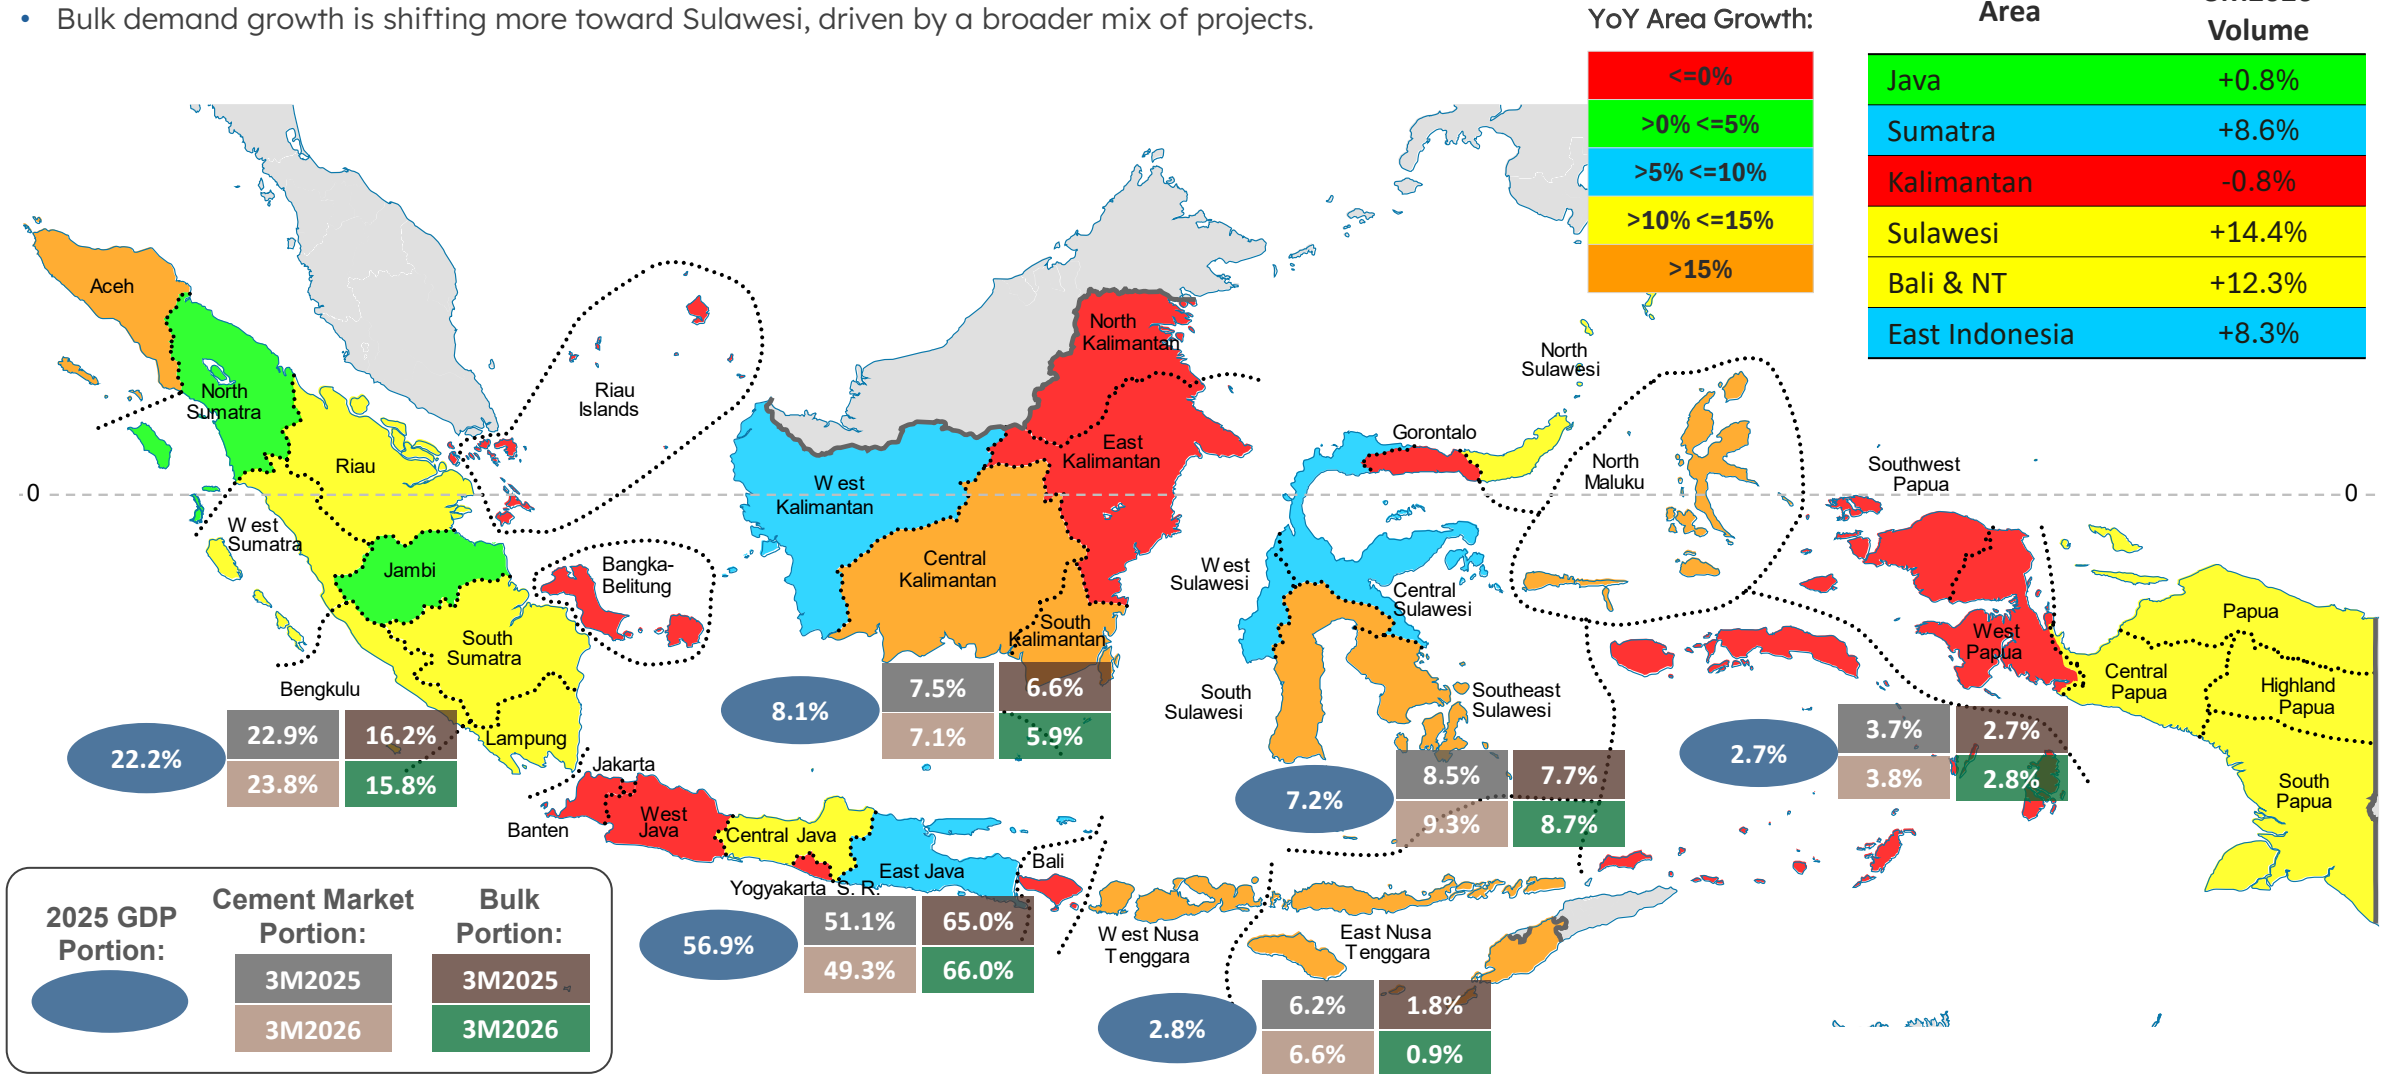 • Bulk demand growth is shifting more toward Sulawesi, driven by a broader mix of projects.
YoY Area Growth:
<=0%
>0% <=5%
>5% <=10%
>10% <=15%
>15%
Area
Volume
Java +0.8%
Sumatra +8.6%
Kalimantan -0.8%
Sulawesi +14.4%
Bali & NT +12.3%
East Indonesia +8.3%
Aceh
North
Sumatra
Riau
Riau
Islands
West
Sumatra
Jambi
Bangka-
Belitung
South
Sumatra
Bengkulu
Lampung
North
Kalimantan
East
Kalimantan
West
Kalimantan
Central
Kalimantan
South
Kalimantan
North
Sulawesi
Gorontalo
West
Sulawesi
Central
Sulawesi
South
Sulawesi
Southeast
Sulawesi
North
Maluku
Southwest
Papua
West
Papua
Papua
Central
Papua
Highland
Papua
South
Papua
0
0
22.2%
22.9% 16.2%
23.8% 15.8%
8.1%
7.5% 6.6%
7.1% 5.9%
7.2%
8.5% 7.7%
9.3% 8.7%
2.7%
3.7% 2.7%
3.8% 2.8%
Jakarta
Banten
West
Java
Central Java
Yogyakarta S. R.
East Java
Bali
West Nusa
Tenggara
East Nusa
Tenggara
56.9%
51.1% 65.0%
49.3% 66.0%
2.8%
6.2% 1.8%
6.6% 0.9%
2025 GDP
Portion:
Cement Market
Portion:
3M2025
3M2026
Bulk
Portion:
3M2025
3M2026